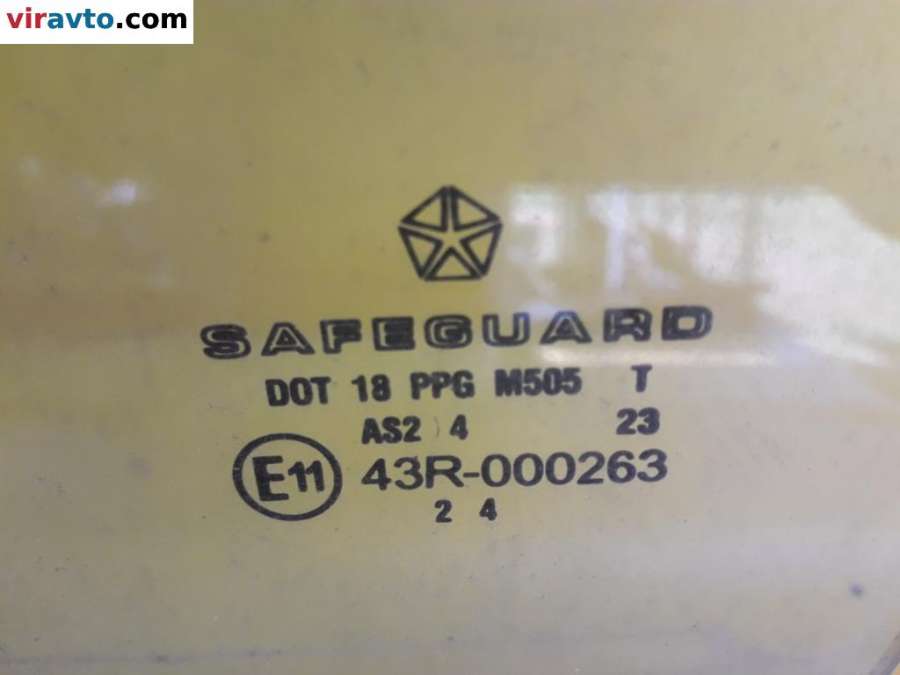 viravto.com
SAFEGUARD
DOT 18 PPG M505 T
AS2 4 23
E11 43R-000263
2 4